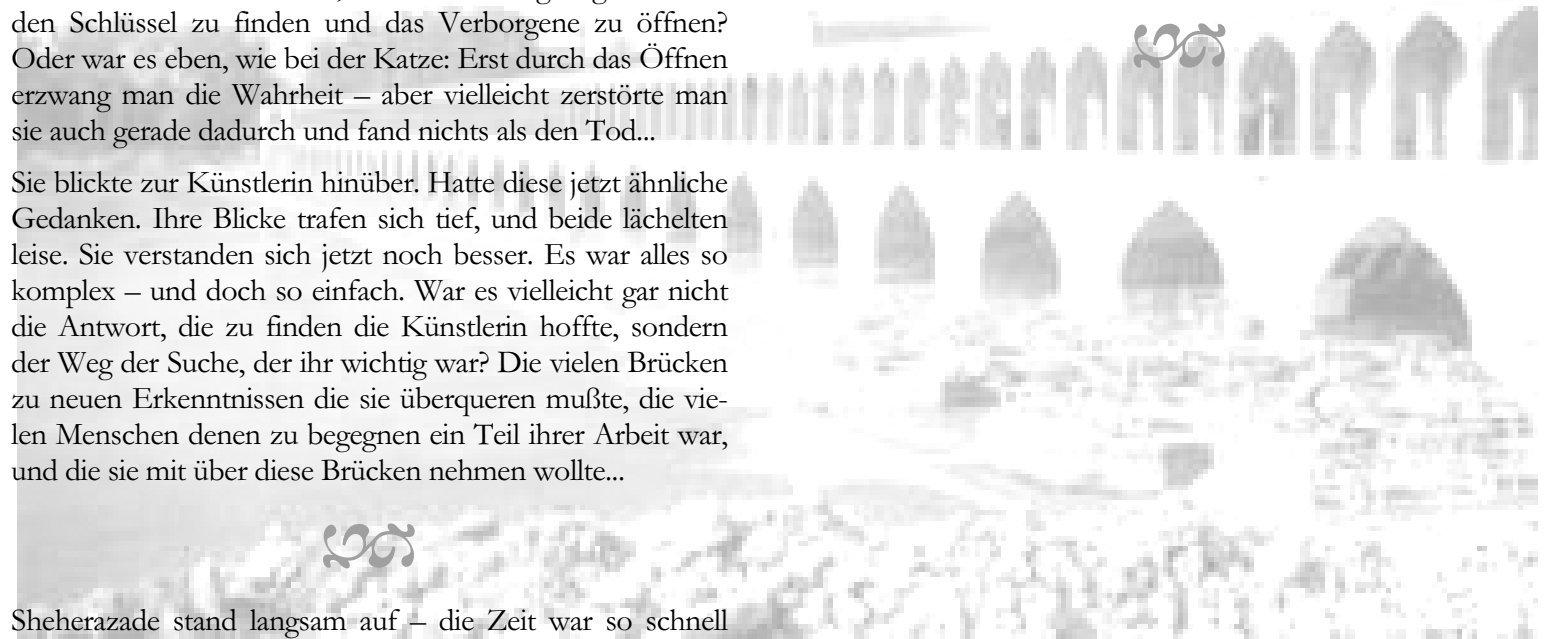 den Schlüssel zu finden und das Verborgene zu öffnen?
Oder war es eben, wie bei der Katze: Erst durch das Öffnen
erzwang man die Wahrheit – aber vielleicht zerstörte man
sie auch gerade dadurch und fand nichts als den Tod...
Sie blickte zur Künstlerin hinüber. Hatte diese jetzt ähnliche
Gedanken. Ihre Blicke trafen sich tief, und beide lächelten
leise. Sie verstanden sich jetzt noch besser. Es war alles so
komplex – und doch so einfach. War es vielleicht gar nicht
die Antwort, die zu finden die Künstlerin hoffte, sondern
der Weg der Suche, der ihr wichtig war? Die vielen Brücken
zu neuen Erkenntnissen die sie überqueren mußte, die vie-
len Menschen denen zu begegnen ein Teil ihrer Arbeit war,
und die sie mit über diese Brücken nehmen wollte...
Sheherazade stand langsam auf – die Zeit war so schnell